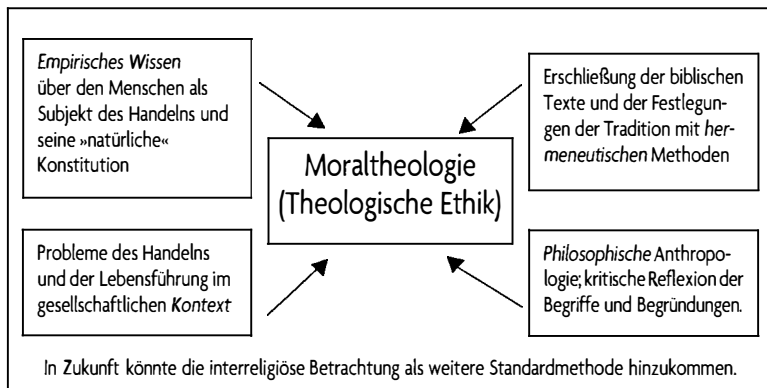 Empirisches Wissen
über den Menschen als
Subjekt des Handelns und
seine »natürliche«
Konstitution
Erschließung der biblischen
Texte und der Festlegun-
gen der Tradition mit her-
meneutischen Methoden
Moraltheologie
(Theologische Ethik)
Probleme des Handelns
und der Lebensführung im
gesellschaftlichen Kontext
Philosophische Anthropo-
logie; kritische Reflexion der
Begriffe und Begründungen.
In Zukunft könnte die interreligiöse Betrachtung als weitere Standardmethode hinzukommen.